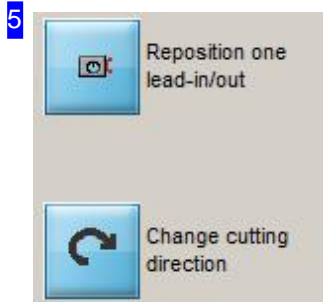 5
Reposition one
lead-in/out
Change cutting
direction